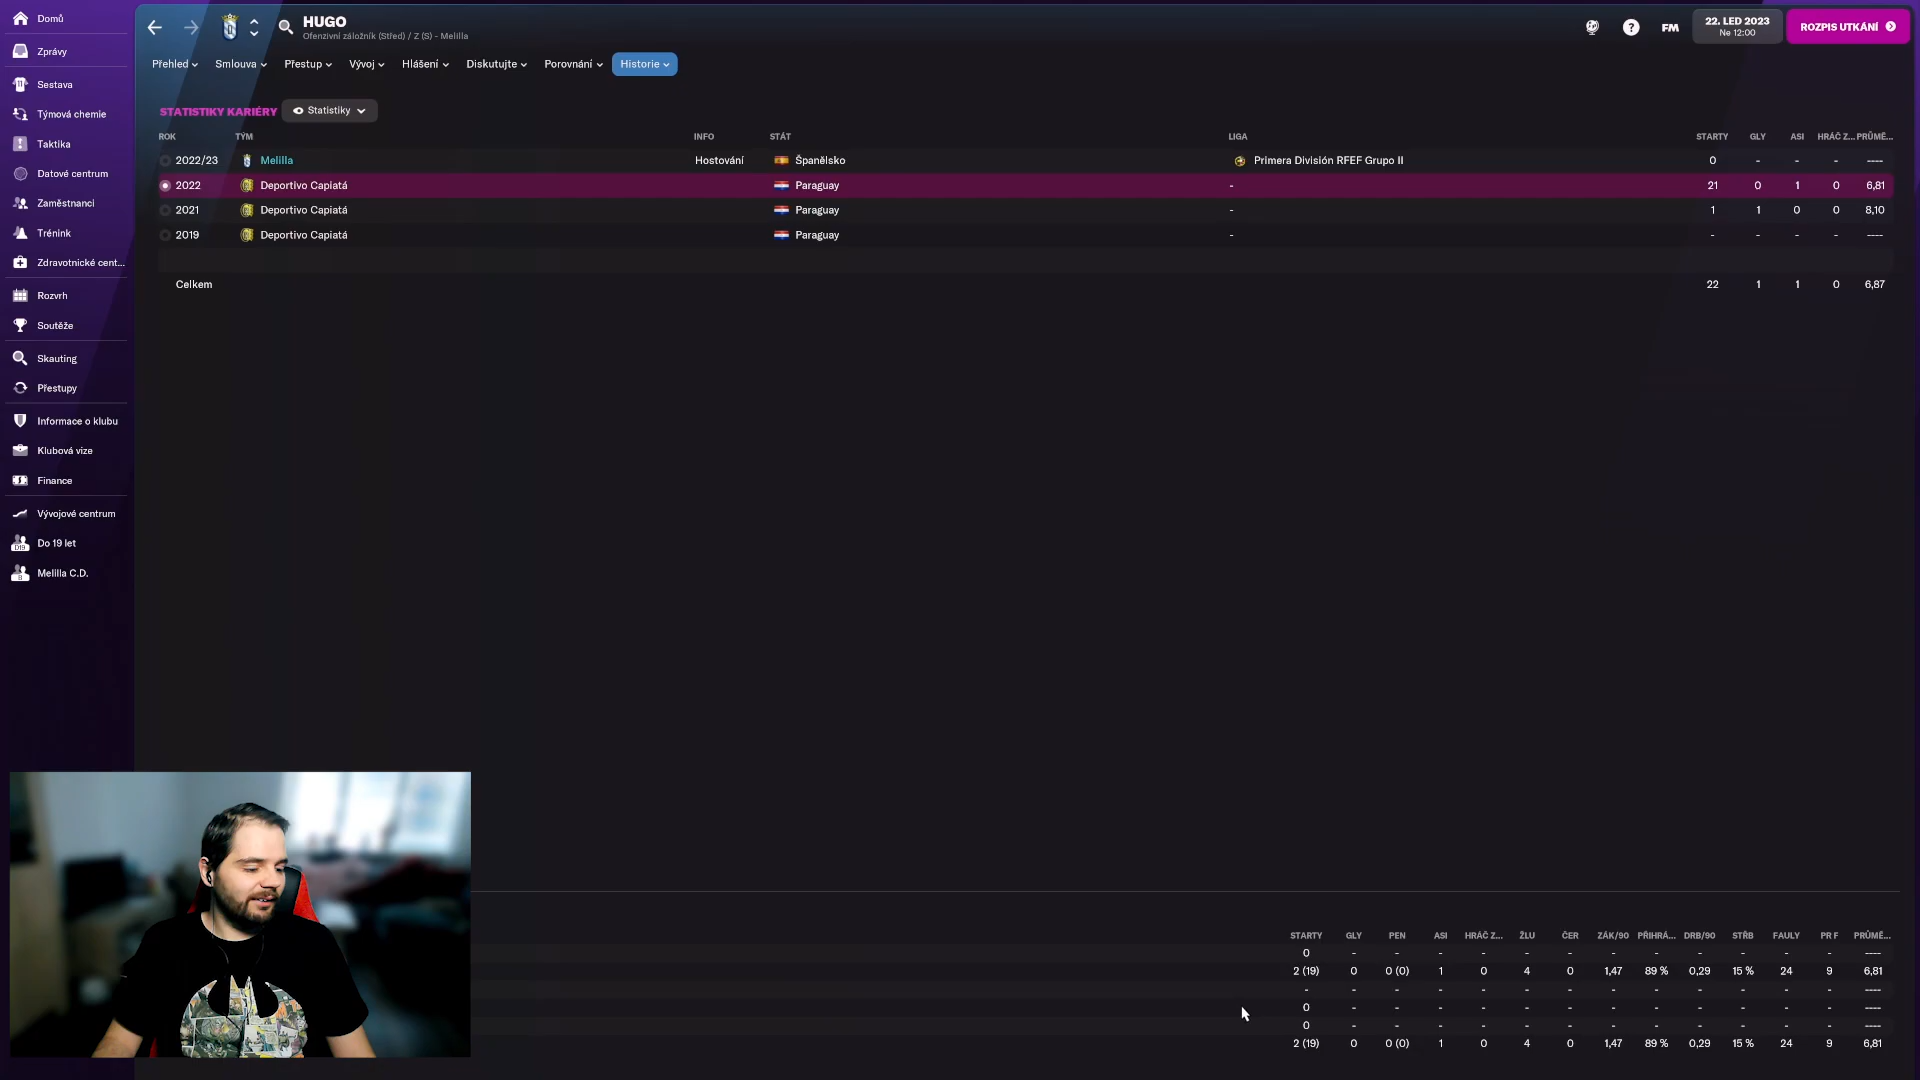 Domů
Zprávy
Sestava
Týmová chemie
Taktika
Datové centrum
Zaměstnanci
Trénink
Zdravotnické cent...
Rozvrh
Soutěže
Skauting
Přestupy
Informace o klubu
Klubová vize
Finance
Vývojové centrum
D19 Do 19 let
B Melilla C.D.
HUGO
Ofenzivní záložník (Střed) / Z (S) - Melilla
FM
22. LED 2023
Ne 12:00
ROZPIS UTKÁNÍ
Přehled Smlouva Přestup Vývoj Hlášení Diskutujte Porovnání Historie
STATISTIKY KARIÉRY Statistiky
ROK TÝM INFO STÁT LIGA STARTY GLY ASI HRÁČ Z... PRŮMĚ...
2022/23 Melilla Hostování Španělsko Primera División RFEF Grupo II 0 - - - ----
2022 Deportivo Capiatá Paraguay - 21 0 1 0 6,81
2021 Deportivo Capiatá Paraguay - 1 1 0 0 8,10
2019 Deportivo Capiatá Paraguay - - - - - ----
Celkem 22 1 1 0 6,87
STARTY GLY PEN ASI HRÁČ Z... ŽLU ČER ZÁK/90 PŘIHRÁ... DRB/90 STŘB FAULY PR F PRŮMĚ...
0 - - - - - - - - - - - - ----
2 (19) 0 0 (0) 1 0 4 0 1,47 89 % 0,29 15 % 24 9 6,81
- - - - - - - - - - - - - ----
0 - - - - - - - - - - - - ----
0 - - - - - - - - - - - - ----
2 (19) 0 0 (0) 1 0 4 0 1,47 89 % 0,29 15 % 24 9 6,81